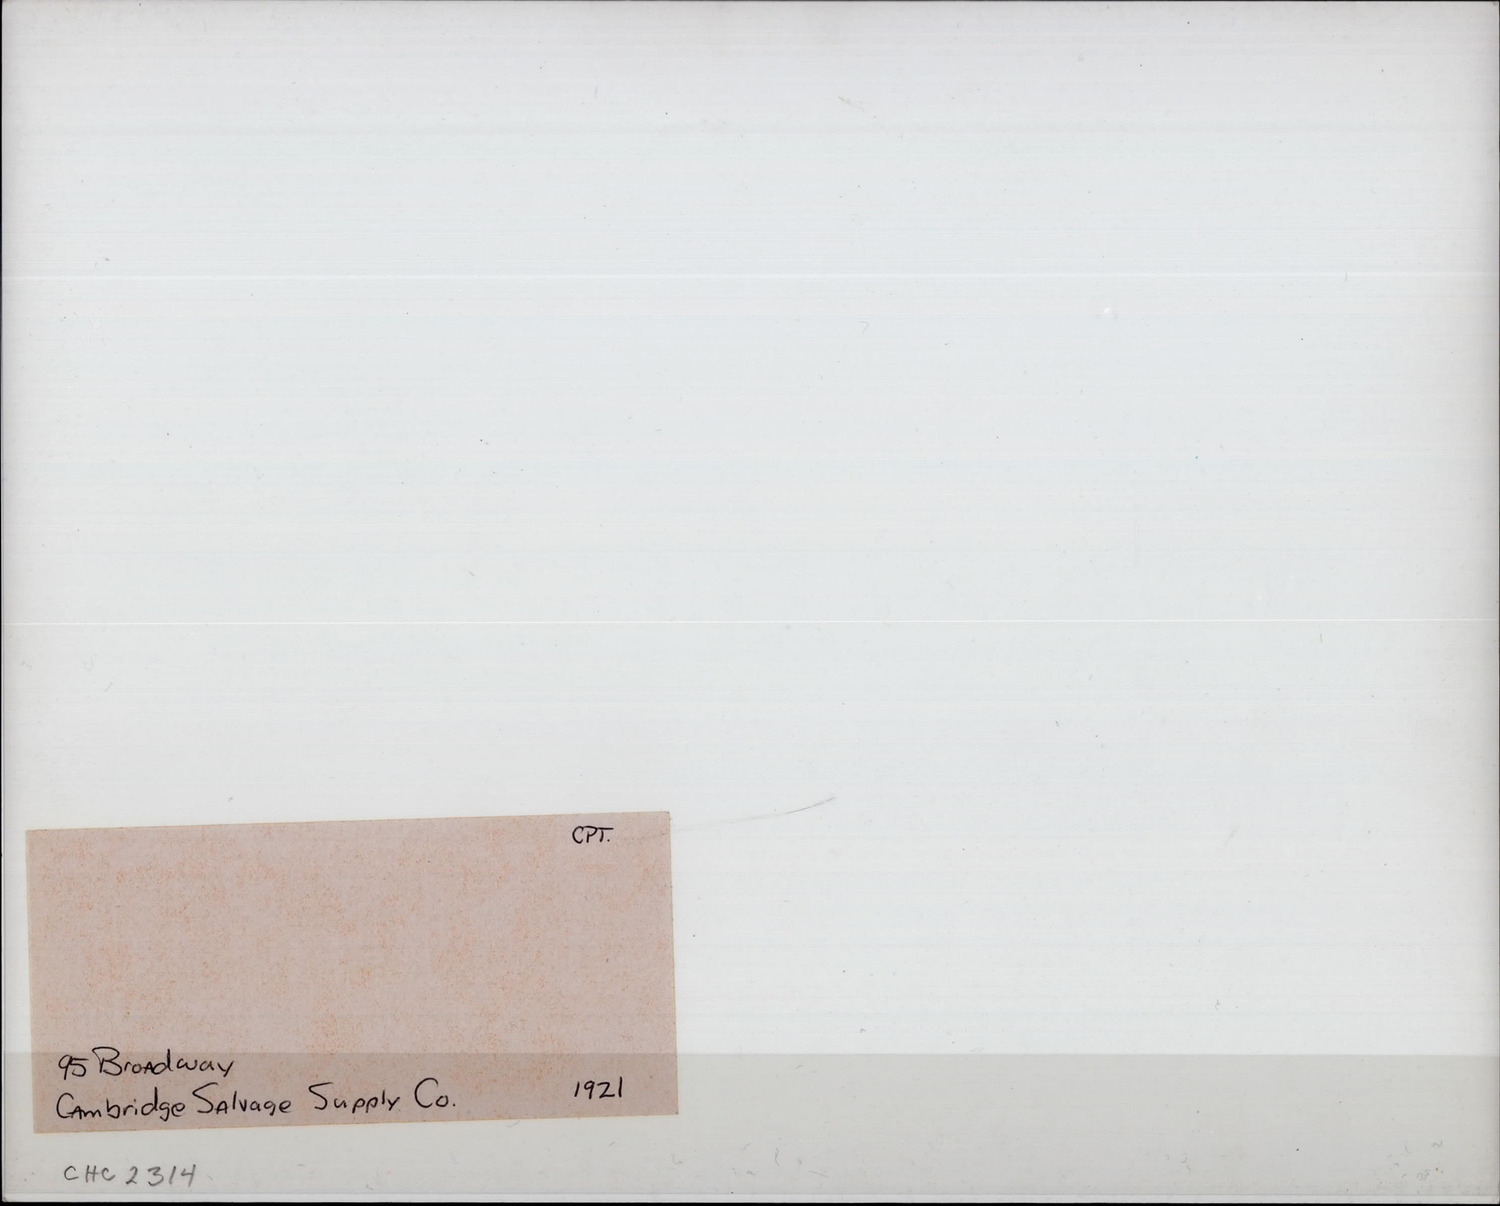 CPT.
95 Broadway
Cambridge Salvage Supply Co. 1921
CHC 2314